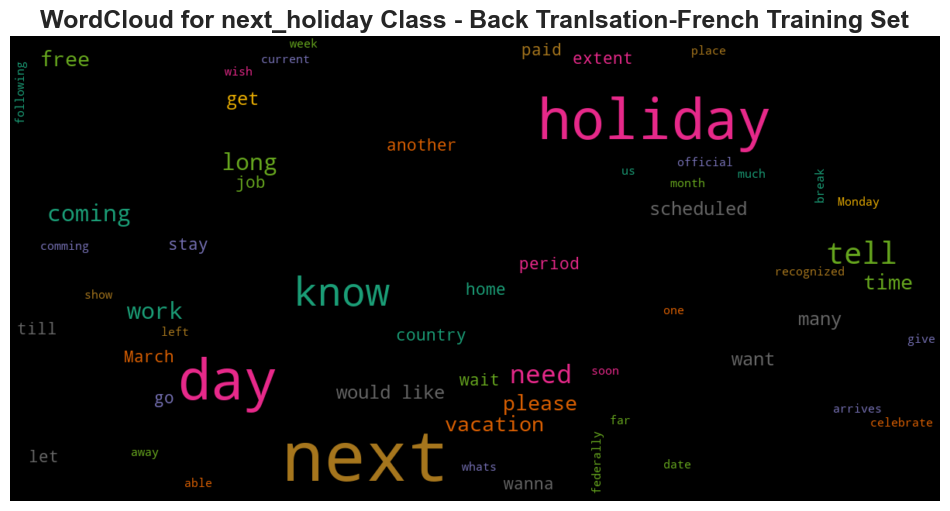 WordCloud for next_holiday Class - Back Tranlsation-French Training Set
week
free
current
paid
place
extent
wish
following
get
holiday
another
long
job
official
us
much
month
break
Monday
coming
scheduled
comming
stay
tell
period
recognized
time
know
home
show
work
one
many
till
left
country
give
March
want
day
wait
need
soon
go
would like
please
arrives
vacation
far
celebrate
let
away
next
whats
federally
date
able
wanna